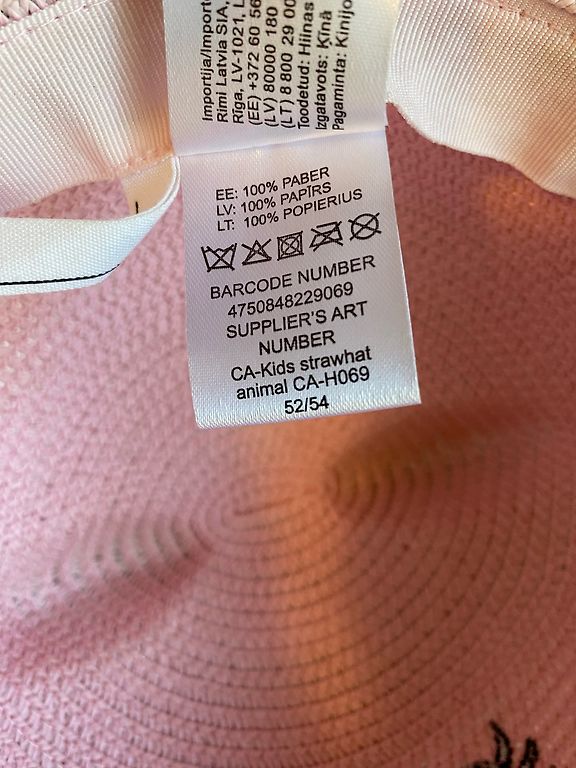 Importija/Importo
Rimi Latvia SIA,
Rīga, LV-1021, L
(EE) +372 60 56
(LV) 80000 180
(LT) 8 800 29 00
Toodetud: Hiinas
Izgatavots: Ķīnā
Pagaminta: Kinijo
EE: 100% PABER
LV: 100% PAPĪRS
LT: 100% POPIERIUS
BARCODE NUMBER
4750848229069
SUPPLIER'S ART
NUMBER
CA-Kids strawhat
animal CA-H069
52/54